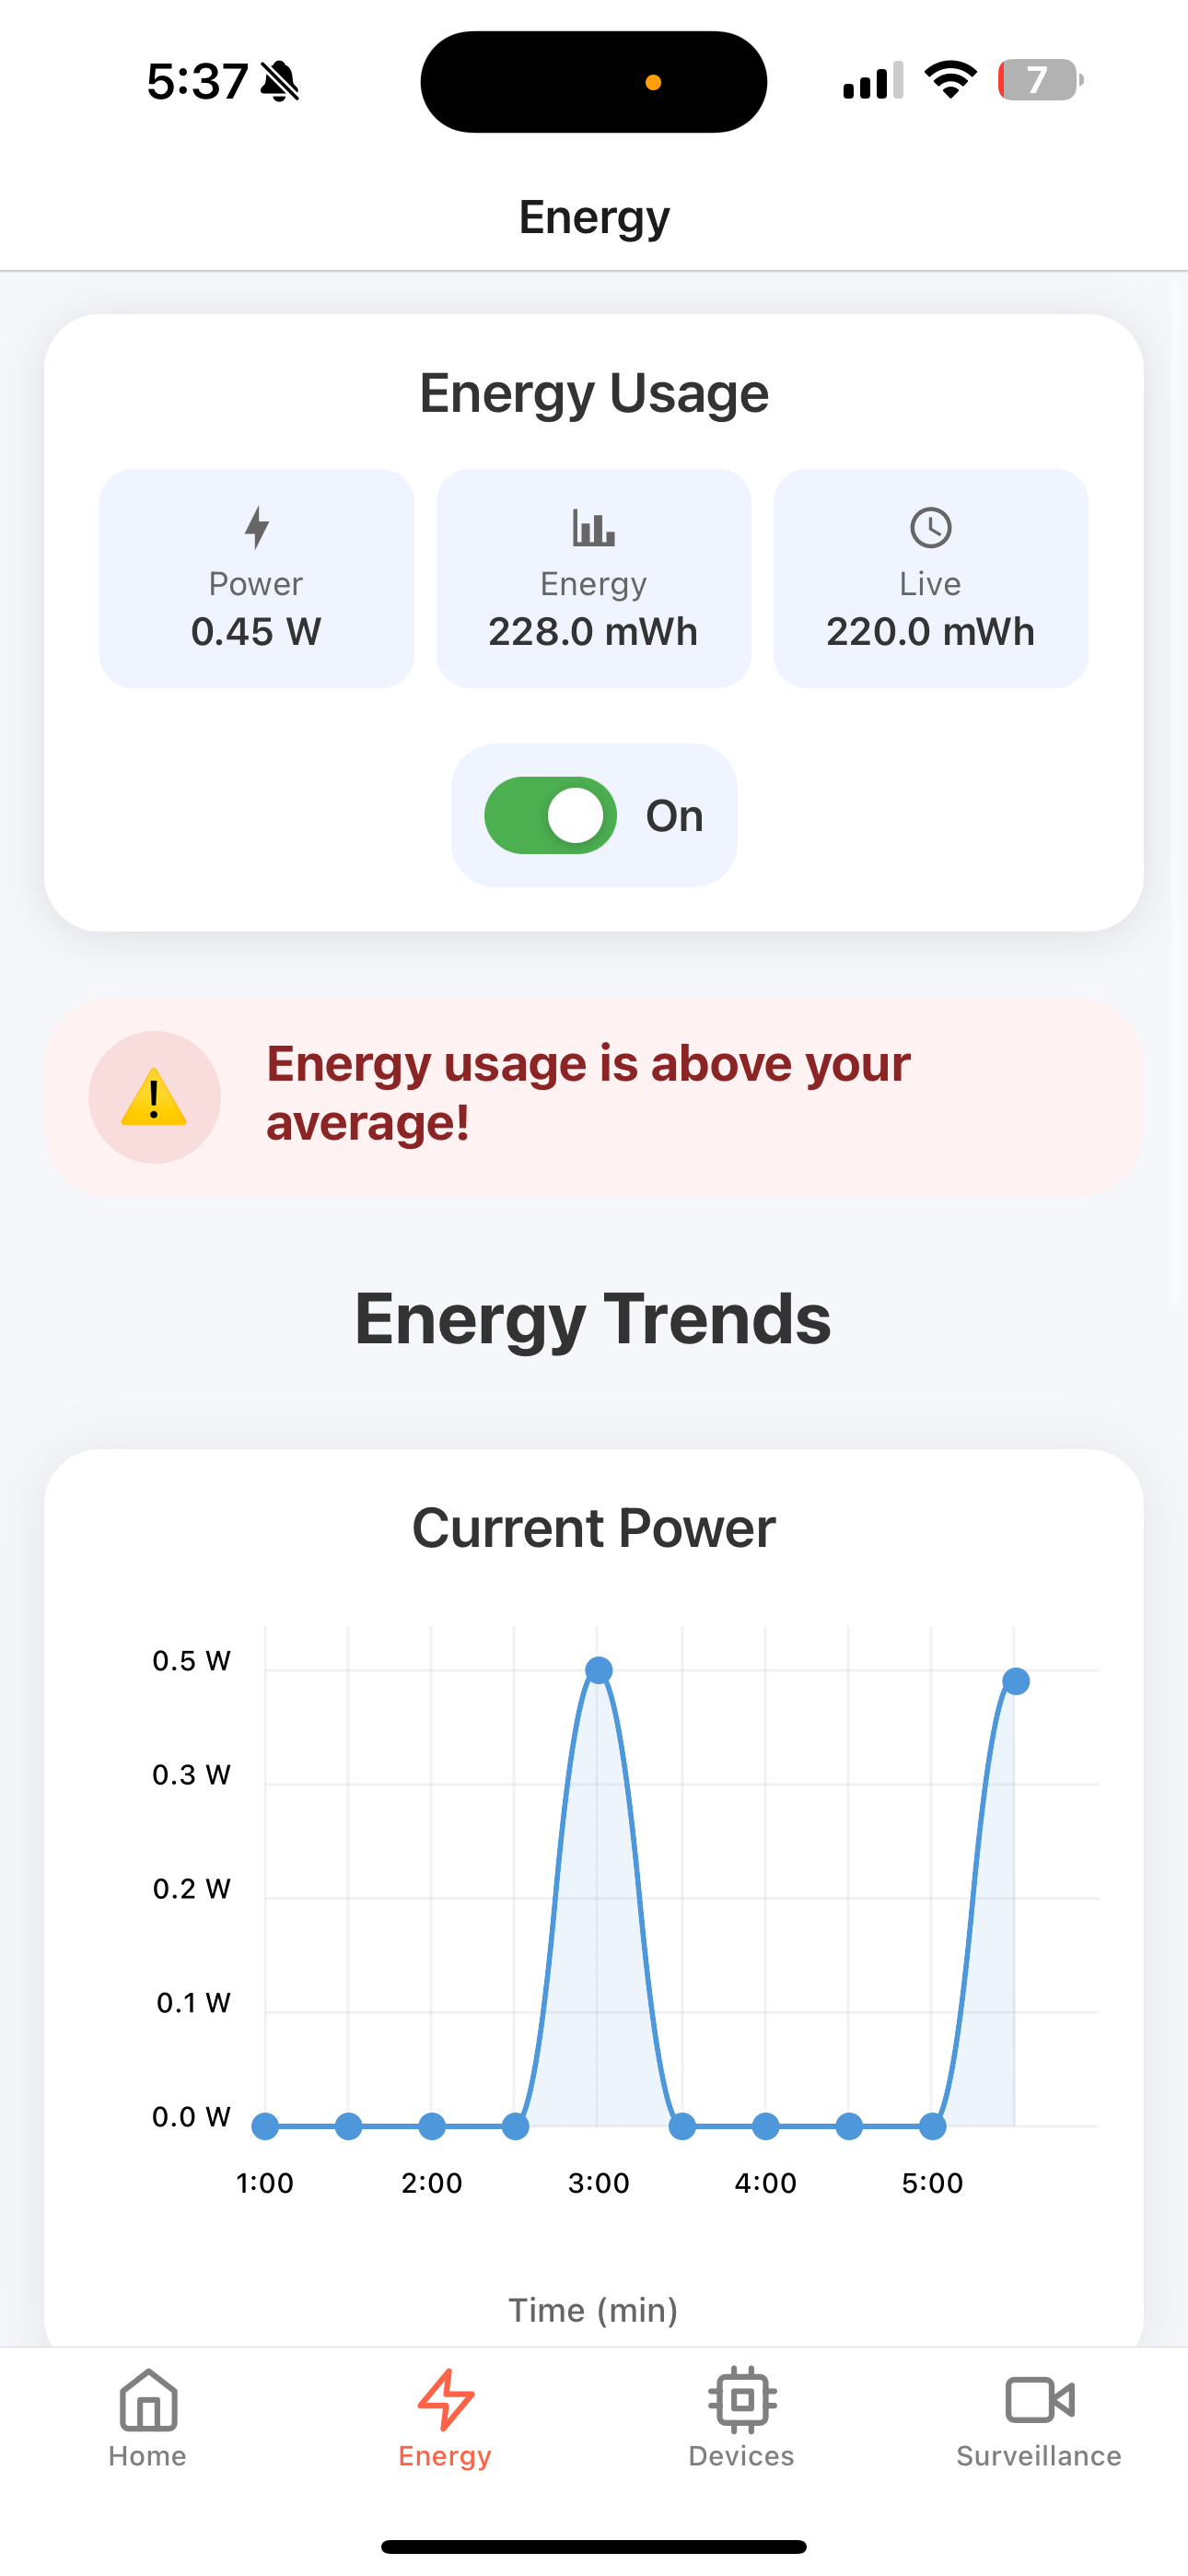 5:37
7
Energy
Energy Usage
Power
0.45 W
Energy
228.0 mWh
Live
220.0 mWh
On
Energy usage is above your
average!
Energy Trends
Current Power
0.5 W
0.3 W
0.2 W
0.1 W
0.0 W
1:00 2:00 3:00 4:00 5:00
Time (min)
Home Energy Devices Surveillance